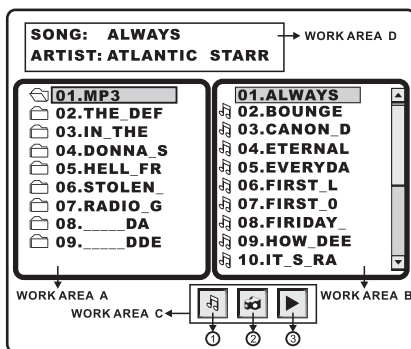 SONG: ALWAYS
ARTIST: ATLANTIC STARR
WORK AREA D
01.MP3
02.THE_DEF
03.IN_THE
04.DONNA_S
05.HELL_FR
06.STOLEN_
07.RADIO_G
08._____DA
09._____DDE
01.ALWAYS
02.BOUNGE
03.CANON_D
04.ETERNAL
05.EVERYDA
06.FIRST_L
07.FIRST_0
08.FIRIDAY_
09.HOW_DEE
10.IT_S_RA
WORK AREA A
WORK AREA B
WORK AREA C
① ② ③